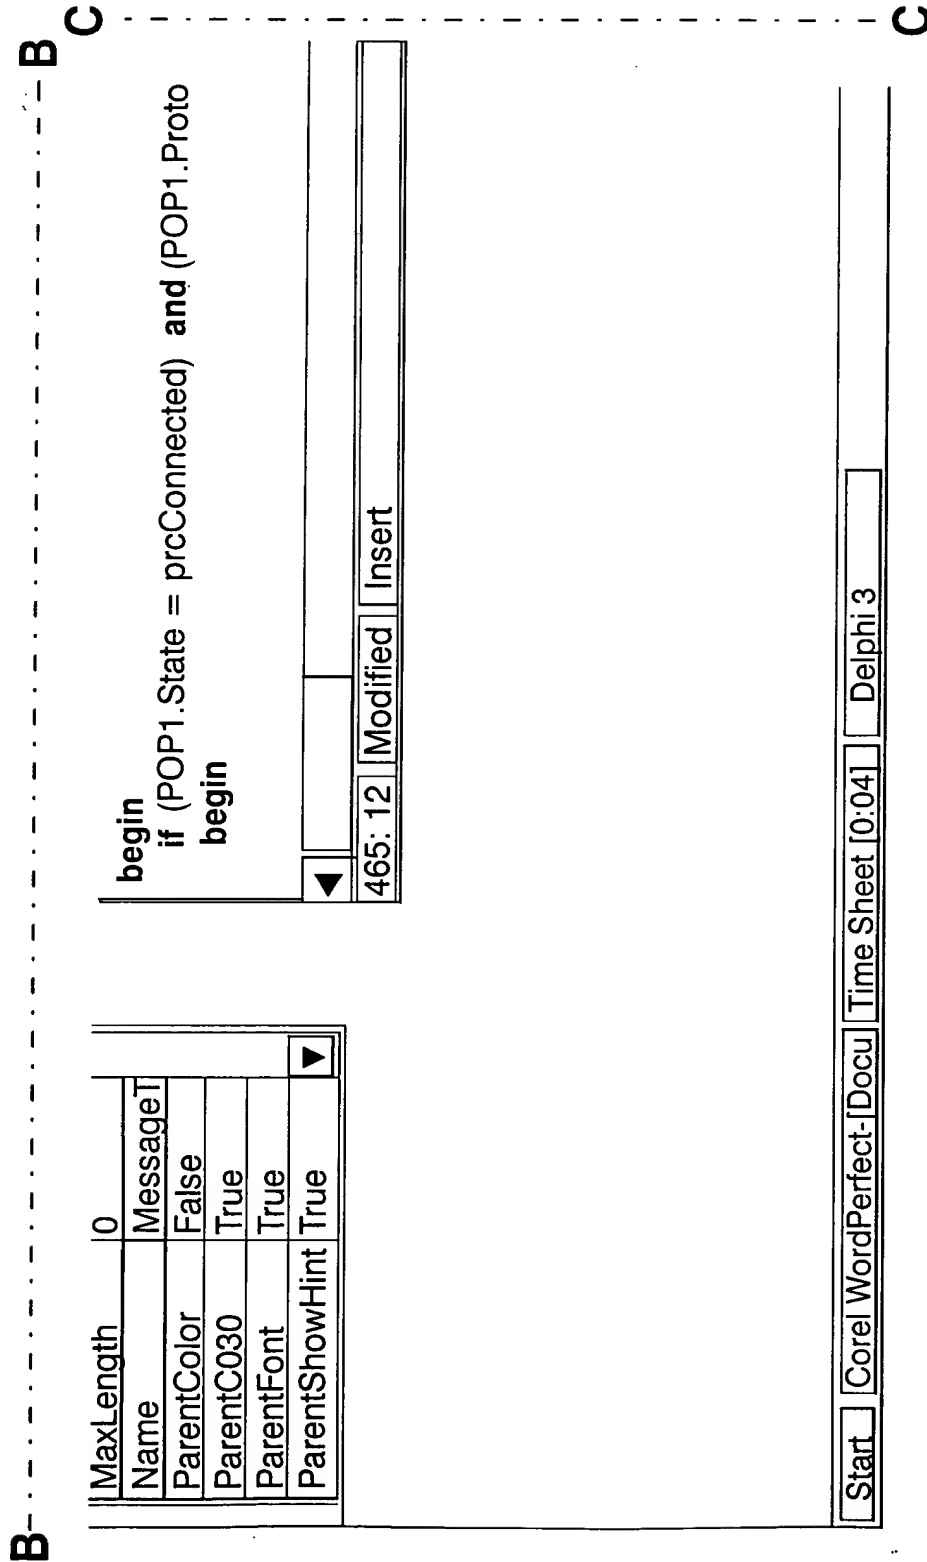 B B
C
MaxLength 0
Name MessageT
ParentColor False
ParentC030 True
ParentFont True
ParentShowHint True
begin
if (POP1.State = prcConnected) and (POP1.Proto
begin
465: 12 Modified Insert
Start Corel WordPerfect-[Docu Time Sheet [0:04] Delphi 3
C